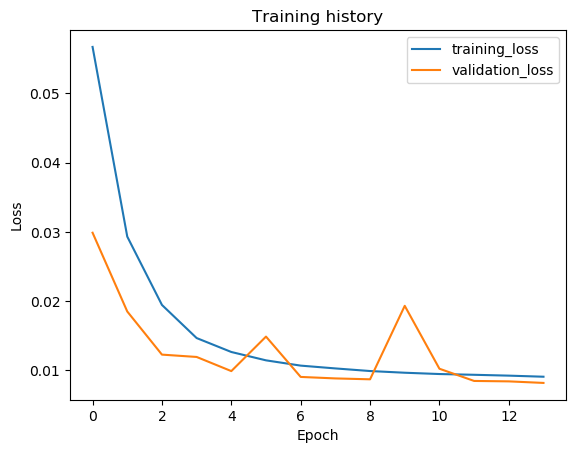 Training history
training_loss
validation_loss
0.05
0.04
0.03
0.02
0.01
Loss
0 2 4 6 8 10 12
Epoch